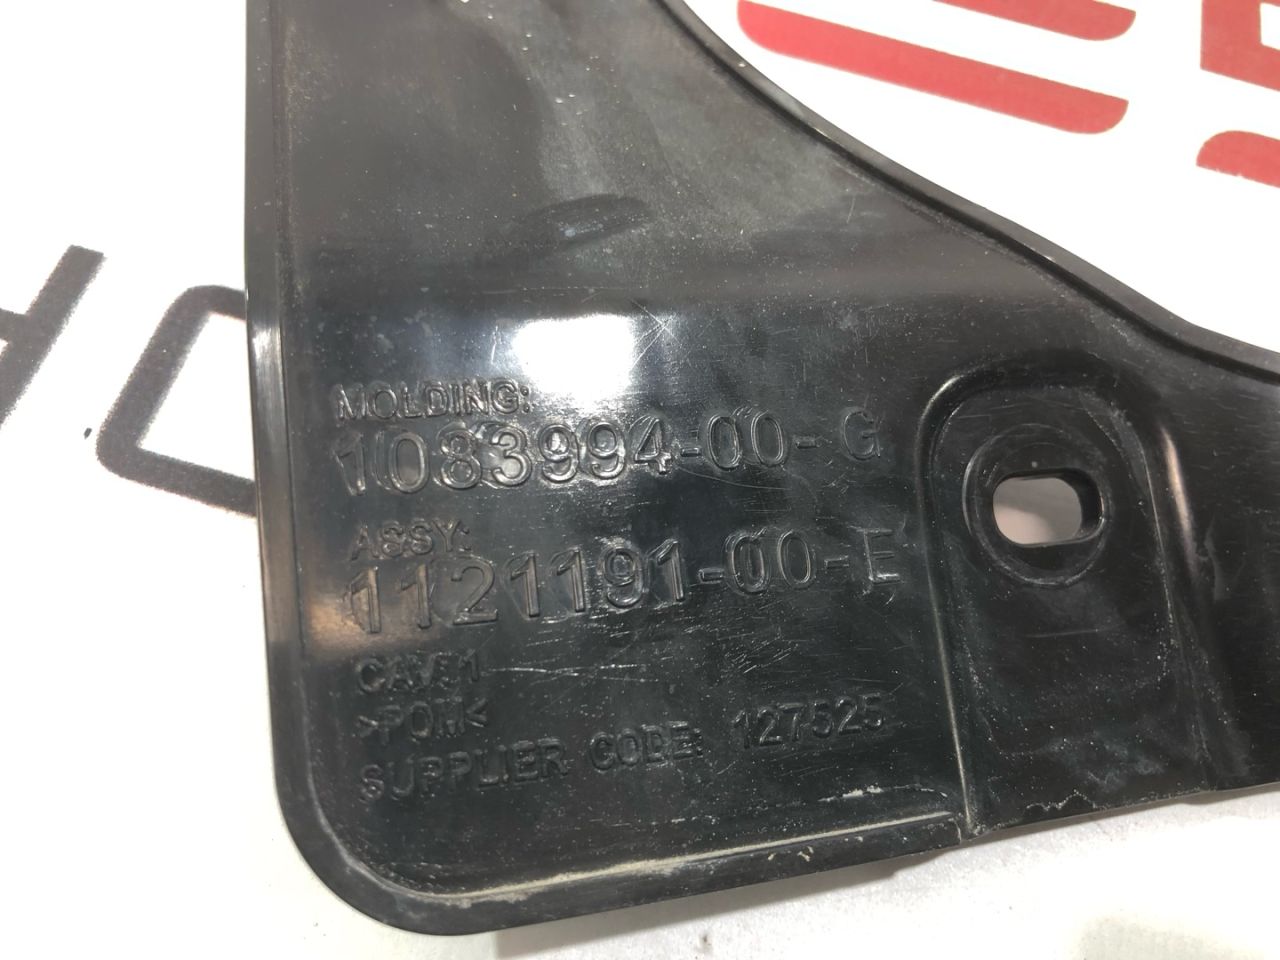 MOLDING:
1083994-00-G
ASSY:
1121191-00-E
CAV:1
>POM<
SUPPLIER CODE: 127525